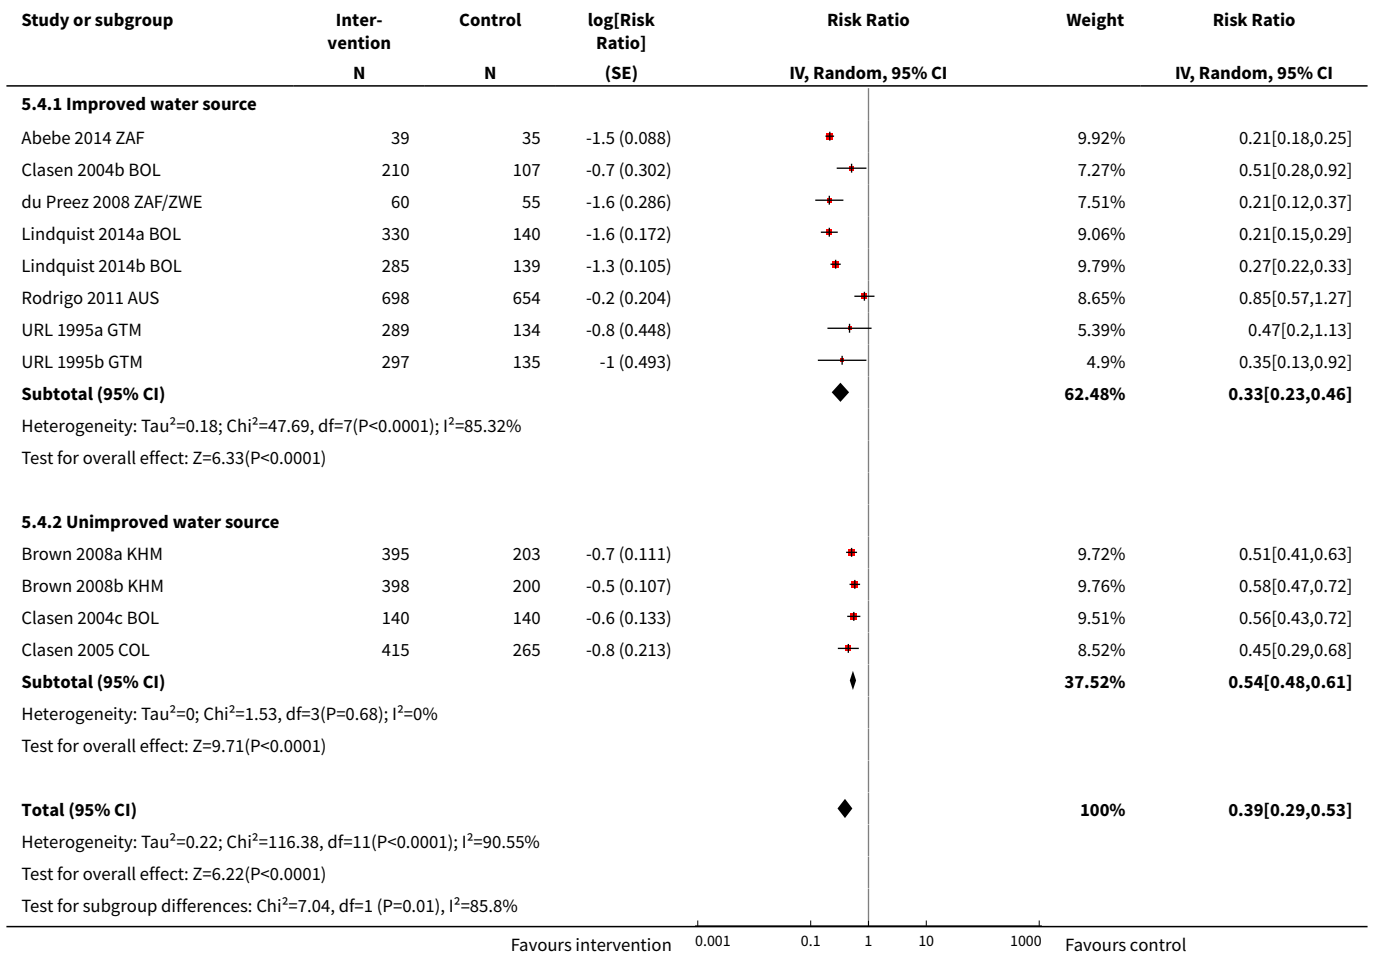 Study or subgroup Inter- Control log[Risk Risk Ratio Weight Risk Ratio
vention Ratio]
N N (SE) IV, Random, 95% CI IV, Random, 95% CI
5.4.1 Improved water source
Abebe 2014 ZAF 39 35 -1.5 (0.088) 9.92% 0.21[0.18,0.25]
Clasen 2004b BOL 210 107 -0.7 (0.302) 7.27% 0.51[0.28,0.92]
du Preez 2008 ZAF/ZWE 60 55 -1.6 (0.286) 7.51% 0.21[0.12,0.37]
Lindquist 2014a BOL 330 140 -1.6 (0.172) 9.06% 0.21[0.15,0.29]
Lindquist 2014b BOL 285 139 -1.3 (0.105) 9.79% 0.27[0.22,0.33]
Rodrigo 2011 AUS 698 654 -0.2 (0.204) 8.65% 0.85[0.57,1.27]
URL 1995a GTM 289 134 -0.8 (0.448) 5.39% 0.47[0.2,1.13]
URL 1995b GTM 297 135 -1 (0.493) 4.9% 0.35[0.13,0.92]
Subtotal (95% CI) 62.48% 0.33[0.23,0.46]
Heterogeneity: Tau²=0.18; Chi²=47.69, df=7(P<0.0001); I²=85.32%
Test for overall effect: Z=6.33(P<0.0001)
5.4.2 Unimproved water source
Brown 2008a KHM 395 203 -0.7 (0.111) 9.72% 0.51[0.41,0.63]
Brown 2008b KHM 398 200 -0.5 (0.107) 9.76% 0.58[0.47,0.72]
Clasen 2004c BOL 140 140 -0.6 (0.133) 9.51% 0.56[0.43,0.72]
Clasen 2005 COL 415 265 -0.8 (0.213) 8.52% 0.45[0.29,0.68]
Subtotal (95% CI) 37.52% 0.54[0.48,0.61]
Heterogeneity: Tau²=0; Chi²=1.53, df=3(P=0.68); I²=0%
Test for overall effect: Z=9.71(P<0.0001)
Total (95% CI) 100% 0.39[0.29,0.53]
Heterogeneity: Tau²=0.22; Chi²=116.38, df=11(P<0.0001); I²=90.55%
Test for overall effect: Z=6.22(P<0.0001)
Test for subgroup differences: Chi²=7.04, df=1 (P=0.01), I²=85.8%
Favours intervention 0.001 0.1 1 10 1000 Favours control